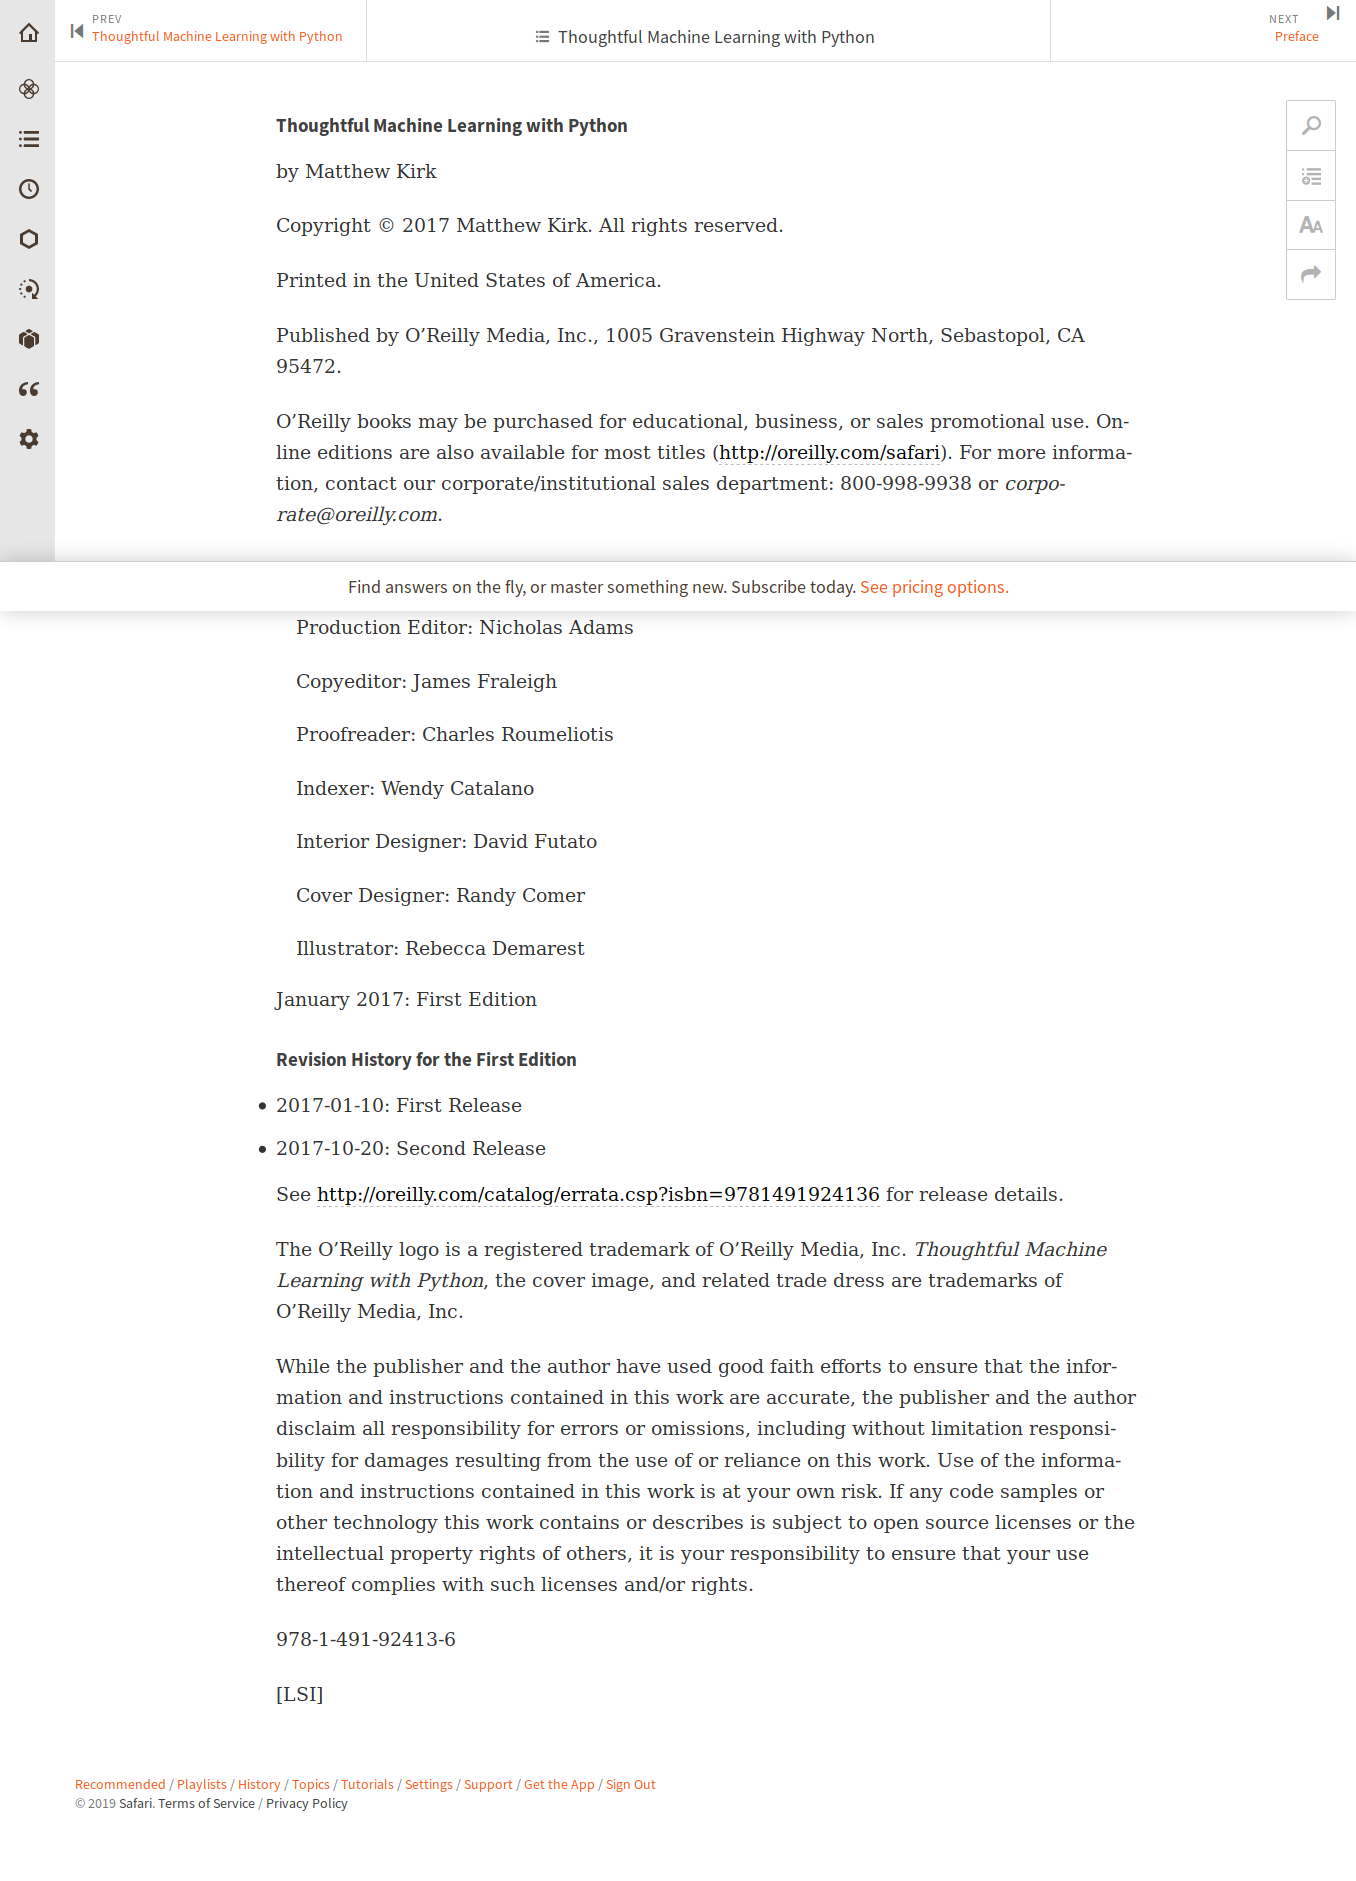 PREV
Thoughtful Machine Learning with Python
Thoughtful Machine Learning with Python
NEXT
Preface
Thoughtful Machine Learning with Python
by Matthew Kirk
Copyright © 2017 Matthew Kirk. All rights reserved.
Printed in the United States of America.
Published by O’Reilly Media, Inc., 1005 Gravenstein Highway North, Sebastopol, CA
95472.
O’Reilly books may be purchased for educational, business, or sales promotional use. On-
line editions are also available for most titles (http://oreilly.com/safari). For more informa-
tion, contact our corporate/institutional sales department: 800-998-9938 or corpo-
rate@oreilly.com.
Find answers on the fly, or master something new. Subscribe today. See pricing options.
Production Editor: Nicholas Adams
Copyeditor: James Fraleigh
Proofreader: Charles Roumeliotis
Indexer: Wendy Catalano
Interior Designer: David Futato
Cover Designer: Randy Comer
Illustrator: Rebecca Demarest
January 2017: First Edition
Revision History for the First Edition
• 2017-01-10: First Release
• 2017-10-20: Second Release
See http://oreilly.com/catalog/errata.csp?isbn=9781491924136 for release details.
The O’Reilly logo is a registered trademark of O’Reilly Media, Inc. Thoughtful Machine
Learning with Python, the cover image, and related trade dress are trademarks of
O’Reilly Media, Inc.
While the publisher and the author have used good faith efforts to ensure that the infor-
mation and instructions contained in this work are accurate, the publisher and the author
disclaim all responsibility for errors or omissions, including without limitation responsi-
bility for damages resulting from the use of or reliance on this work. Use of the informa-
tion and instructions contained in this work is at your own risk. If any code samples or
other technology this work contains or describes is subject to open source licenses or the
intellectual property rights of others, it is your responsibility to ensure that your use
thereof complies with such licenses and/or rights.
978-1-491-92413-6
[LSI]
Recommended / Playlists / History / Topics / Tutorials / Settings / Support / Get the App / Sign Out
© 2019 Safari. Terms of Service / Privacy Policy